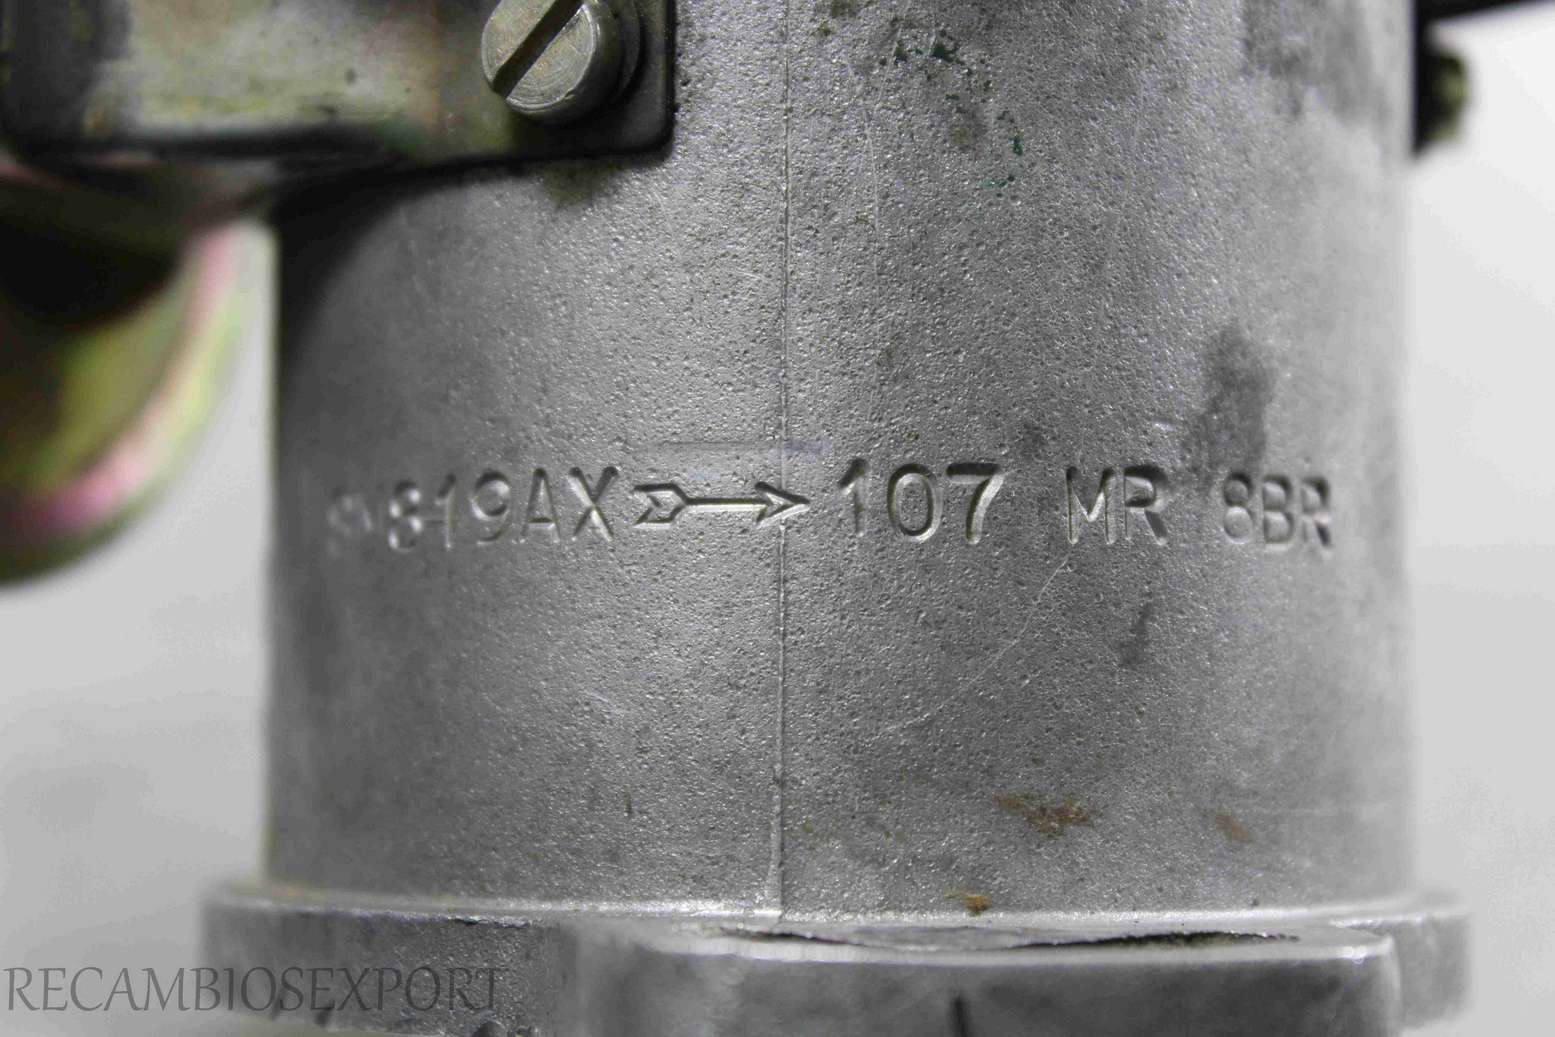 819AX 107 MR 8BR
RECAMBIOSEXPORT